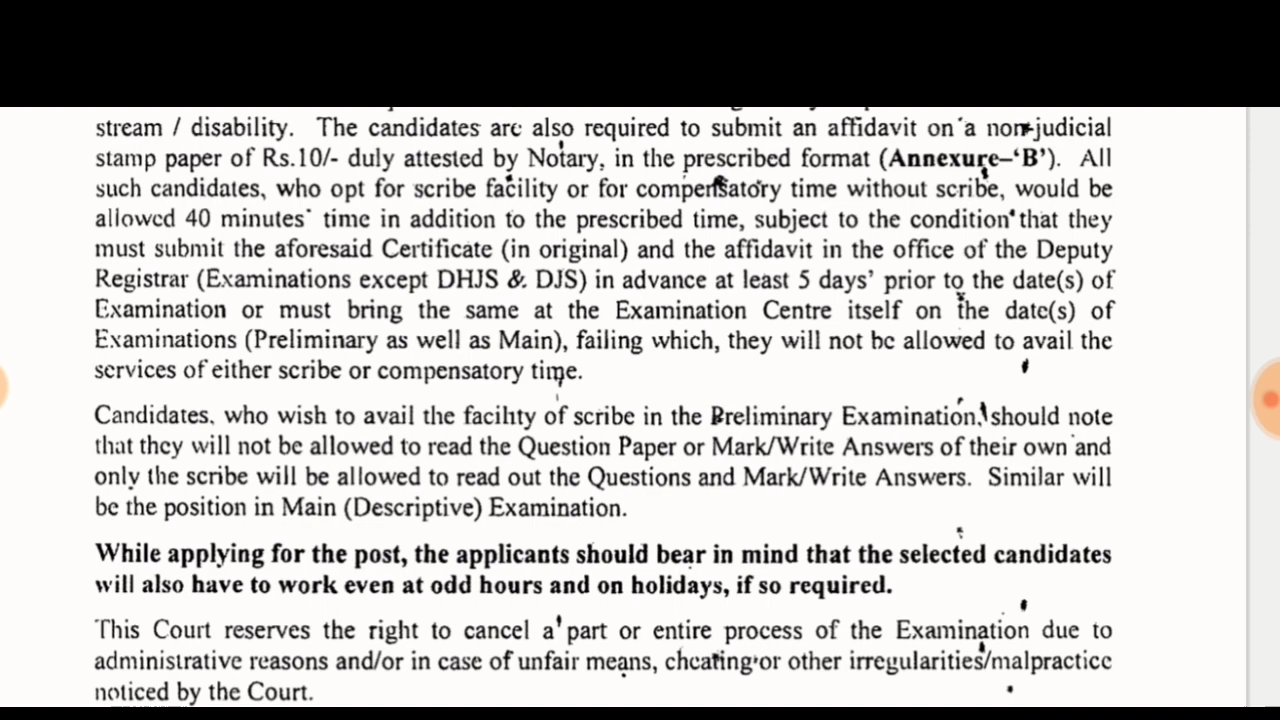 stream / disability. The candidates are also required to submit an affidavit on a non-judicial
stamp paper of Rs.10/- duly attested by Notary, in the prescribed format (Annexure–‘B’). All
such candidates, who opt for scribe facility or for compensatory time without scribe, would be
allowed 40 minutes' time in addition to the prescribed time, subject to the condition that they
must submit the aforesaid Certificate (in original) and the affidavit in the office of the Deputy
Registrar (Examinations except DHJS & DJS) in advance at least 5 days’ prior to the date(s) of
Examination or must bring the same at the Examination Centre itself on the date(s) of
Examinations (Preliminary as well as Main), failing which, they will not be allowed to avail the
services of either scribe or compensatory time.
Candidates, who wish to avail the facility of scribe in the Preliminary Examination, should note
that they will not be allowed to read the Question Paper or Mark/Write Answers of their own and
only the scribe will be allowed to read out the Questions and Mark/Write Answers. Similar will
be the position in Main (Descriptive) Examination.
While applying for the post, the applicants should bear in mind that the selected candidates
will also have to work even at odd hours and on holidays, if so required.
This Court reserves the right to cancel a part or entire process of the Examination due to
administrative reasons and/or in case of unfair means, cheating or other irregularities/malpractice
noticed by the Court.